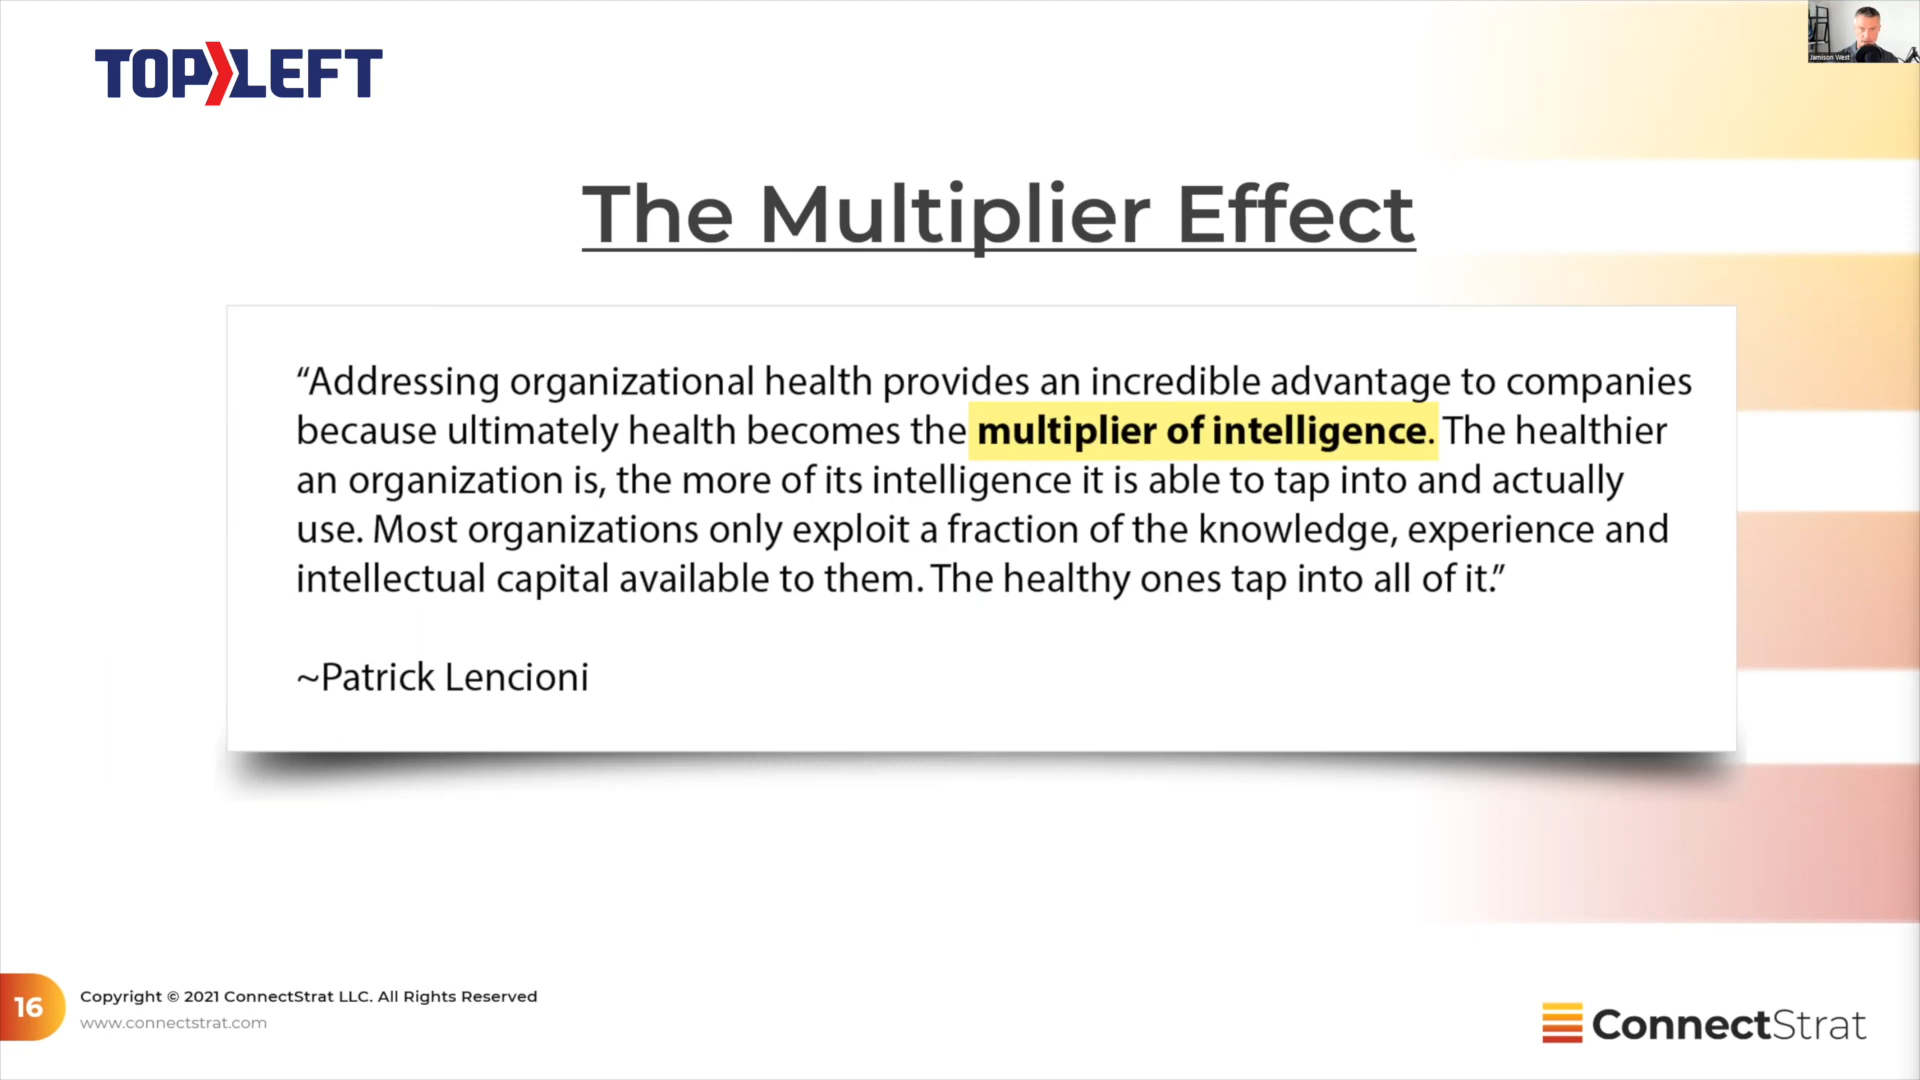 TOP LEFT
Jamison West
The Multiplier Effect
“Addressing organizational health provides an incredible advantage to companies
because ultimately health becomes the multiplier of intelligence. The healthier
an organization is, the more of its intelligence it is able to tap into and actually
use. Most organizations only exploit a fraction of the knowledge, experience and
intellectual capital available to them. The healthy ones tap into all of it.”
~Patrick Lencioni
16
Copyright © 2021 ConnectStrat LLC. All Rights Reserved
www.connectstrat.com
ConnectStrat